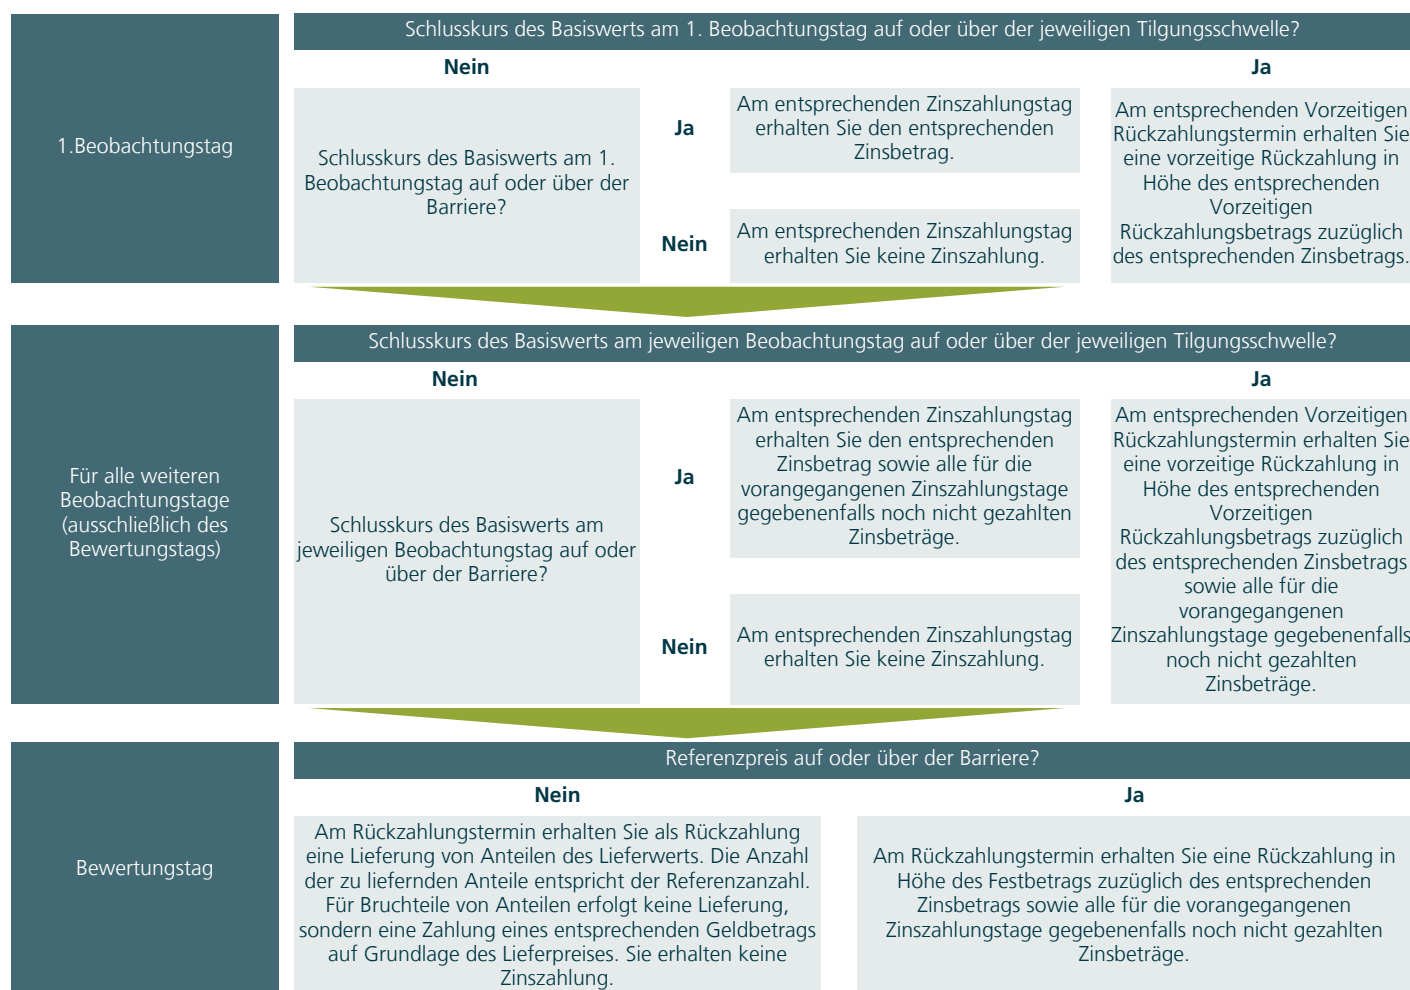 1.Beobachtungstag
Schlusskurs des Basiswerts am 1. Beobachtungstag auf oder über der jeweiligen Tilgungsschwelle?
Nein
Ja
Schlusskurs des Basiswerts am 1.
Beobachtungstag auf oder über der
Barriere?
Ja
Am entsprechenden Zinszahlungstag
erhalten Sie den entsprechenden
Zinsbetrag.
Nein
Am entsprechenden Zinszahlungstag
erhalten Sie keine Zinszahlung.
Am entsprechenden Vorzeitigen
Rückzahlungstermin erhalten Sie
eine vorzeitige Rückzahlung in
Höhe des entsprechenden
Vorzeitigen
Rückzahlungsbetrags zuzüglich
des entsprechenden Zinsbetrags.
Für alle weiteren
Beobachtungstage
(ausschließlich des
Bewertungstags)
Schlusskurs des Basiswerts am jeweiligen Beobachtungstag auf oder über der jeweiligen Tilgungsschwelle?
Nein
Ja
Schlusskurs des Basiswerts am
jeweiligen Beobachtungstag auf oder
über der Barriere?
Ja
Am entsprechenden Zinszahlungstag
erhalten Sie den entsprechenden
Zinsbetrag sowie alle für die
vorangegangenen Zinszahlungstage
gegebenenfalls noch nicht gezahlten
Zinsbeträge.
Nein
Am entsprechenden Zinszahlungstag
erhalten Sie keine Zinszahlung.
Am entsprechenden Vorzeitigen
Rückzahlungstermin erhalten Sie
eine vorzeitige Rückzahlung in
Höhe des entsprechenden
Vorzeitigen
Rückzahlungsbetrags zuzüglich
des entsprechenden Zinsbetrags
sowie alle für die
vorangegangenen
Zinszahlungstage gegebenenfalls
noch nicht gezahlten
Zinsbeträge.
Bewertungstag
Referenzpreis auf oder über der Barriere?
Nein
Ja
Am Rückzahlungstermin erhalten Sie als Rückzahlung
eine Lieferung von Anteilen des Lieferwerts. Die Anzahl
der zu liefernden Anteile entspricht der Referenzanzahl.
Für Bruchteile von Anteilen erfolgt keine Lieferung,
sondern eine Zahlung eines entsprechenden Geldbetrags
auf Grundlage des Lieferpreises. Sie erhalten keine
Zinszahlung.
Am Rückzahlungstermin erhalten Sie eine Rückzahlung in
Höhe des Festbetrags zuzüglich des entsprechenden
Zinsbetrags sowie alle für die vorangegangenen
Zinszahlungstage gegebenenfalls noch nicht gezahlten
Zinsbeträge.